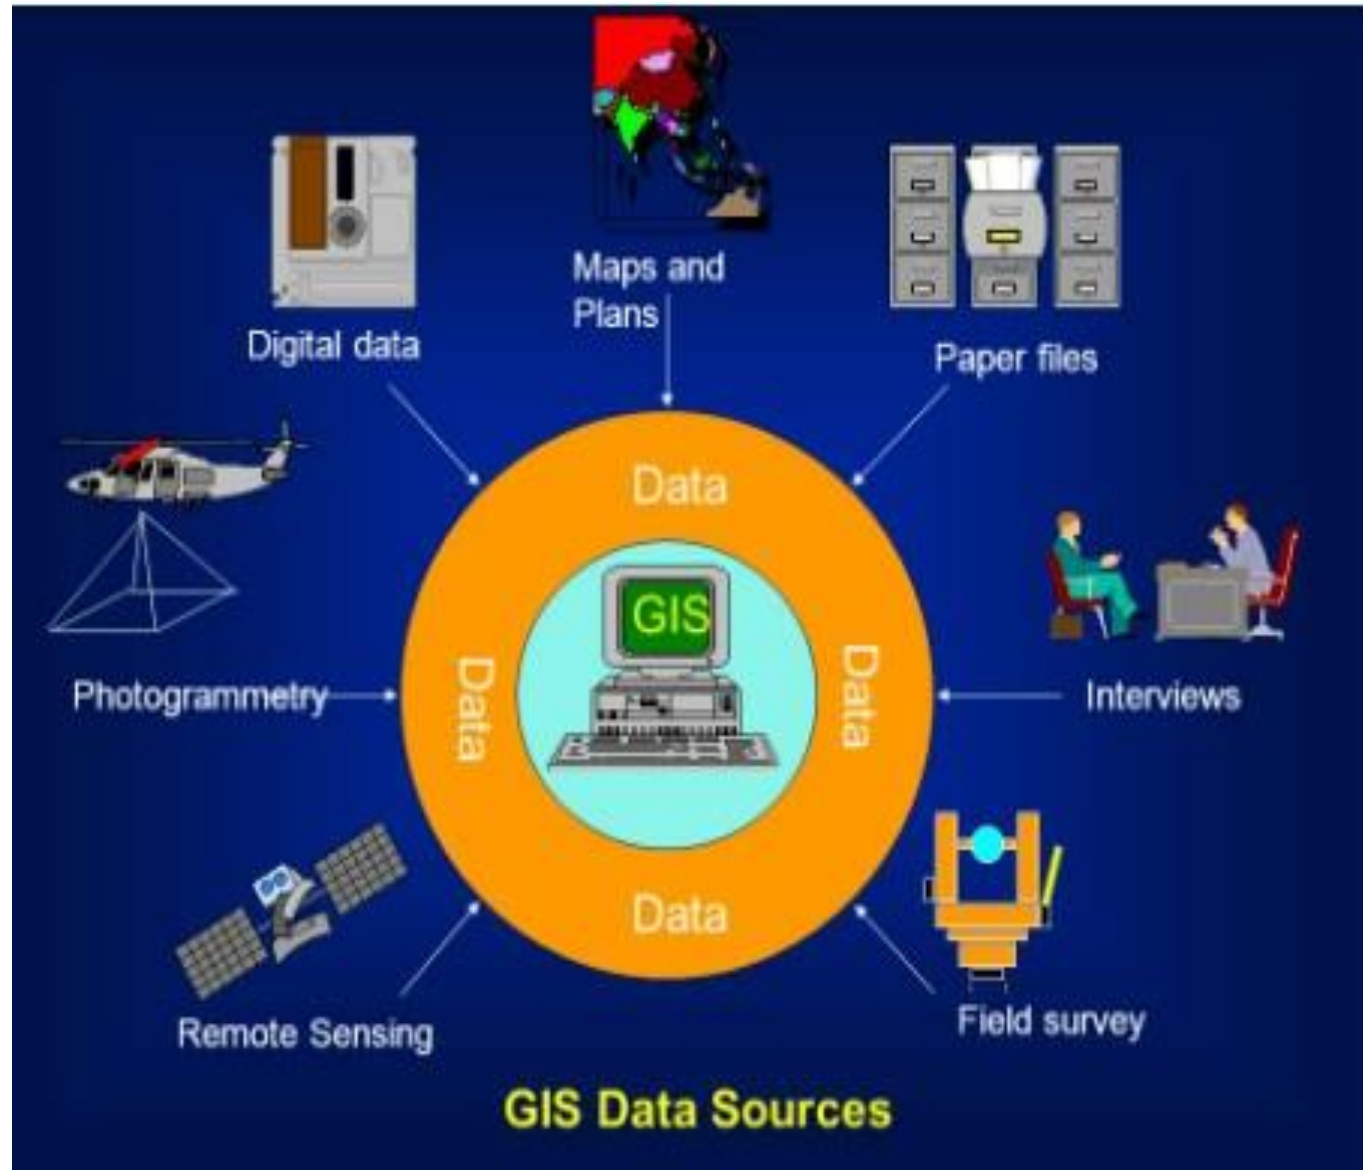 Maps and
Plans
Digital data
Paper files
Data
GIS
Photogrammetry
Data
Data
Interviews
Data
Remote Sensing
Field survey
GIS Data Sources